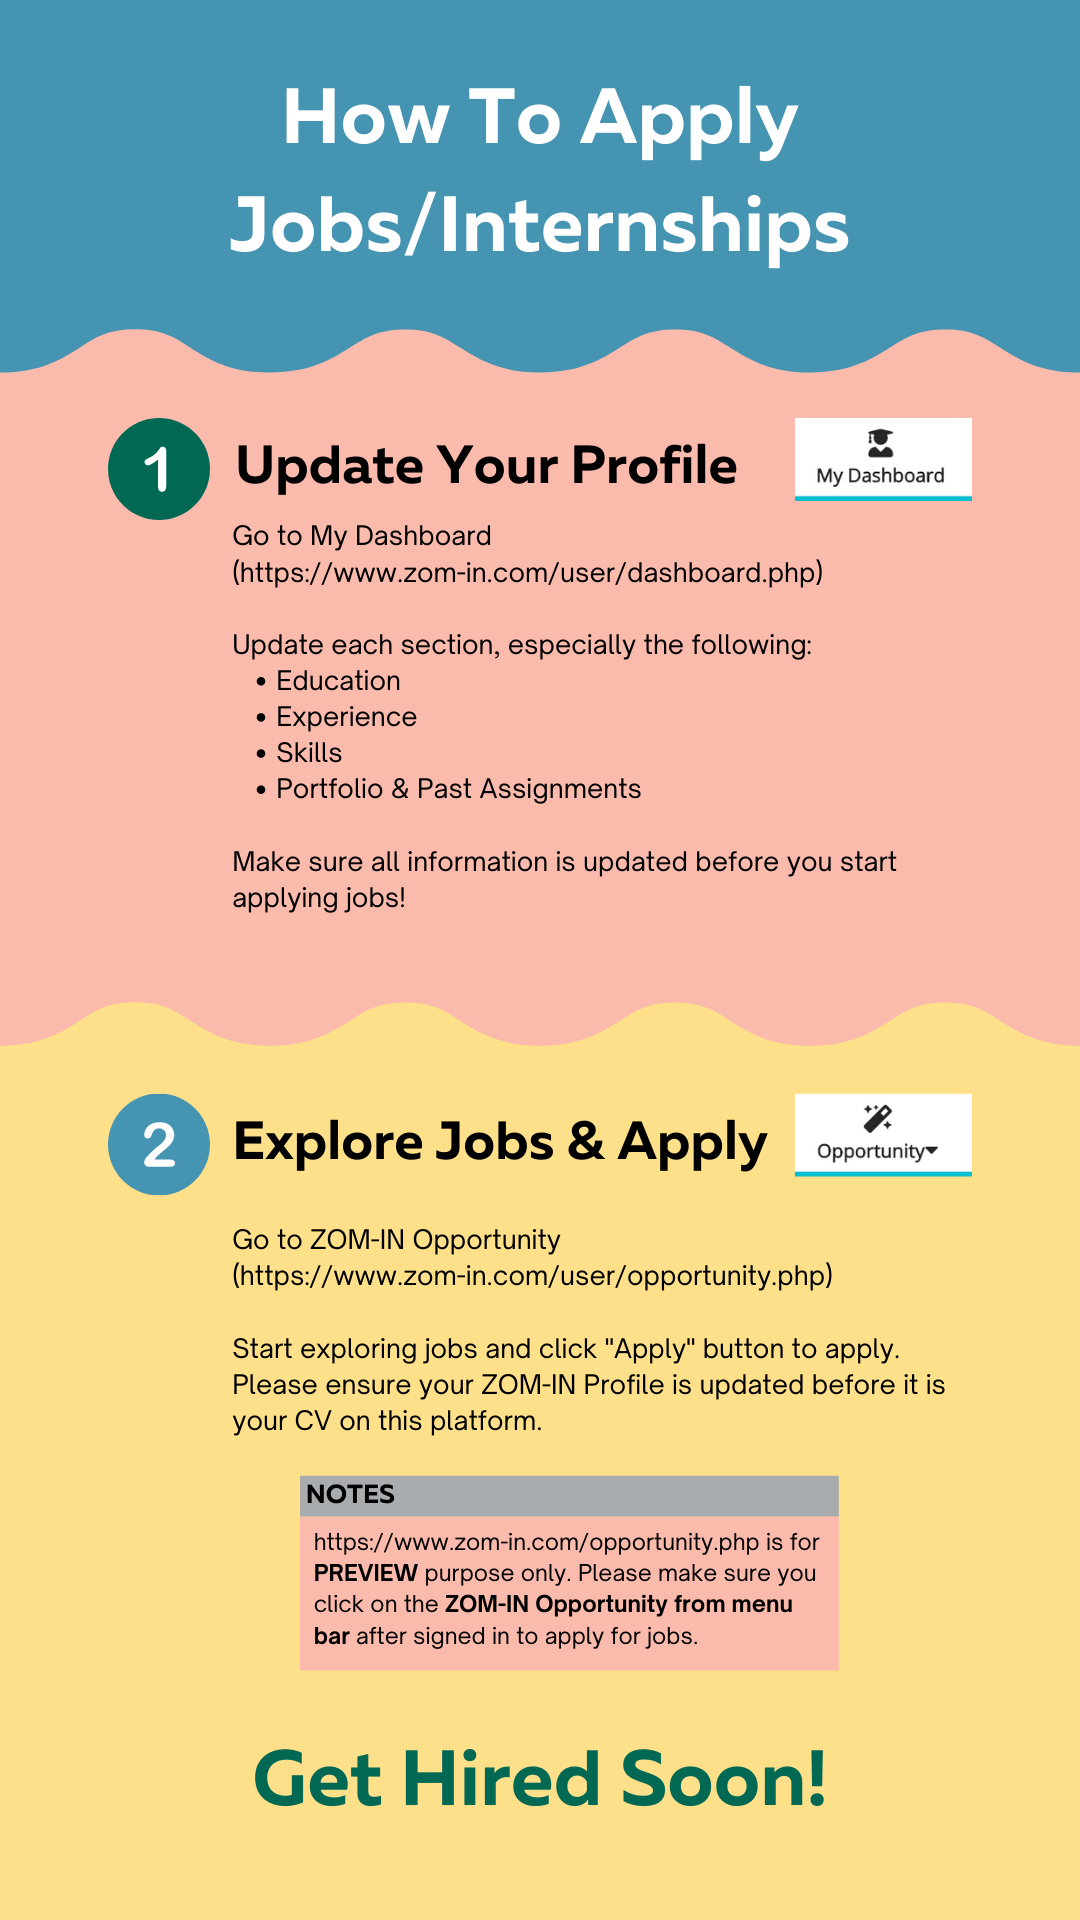 How To Apply
Jobs/Internships
1
Update Your Profile
My Dashboard
Go to My Dashboard
(https://www.zom-in.com/user/dashboard.php)
Update each section, especially the following:
• Education
• Experience
• Skills
• Portfolio & Past Assignments
Make sure all information is updated before you start
applying jobs!
2
Explore Jobs & Apply
Opportunity
Go to ZOM-IN Opportunity
(https://www.zom-in.com/user/opportunity.php)
Start exploring jobs and click "Apply" button to apply.
Please ensure your ZOM-IN Profile is updated before it is
your CV on this platform.
NOTES
https://www.zom-in.com/opportunity.php is for
PREVIEW purpose only. Please make sure you
click on the ZOM-IN Opportunity from menu
bar after signed in to apply for jobs.
Get Hired Soon!